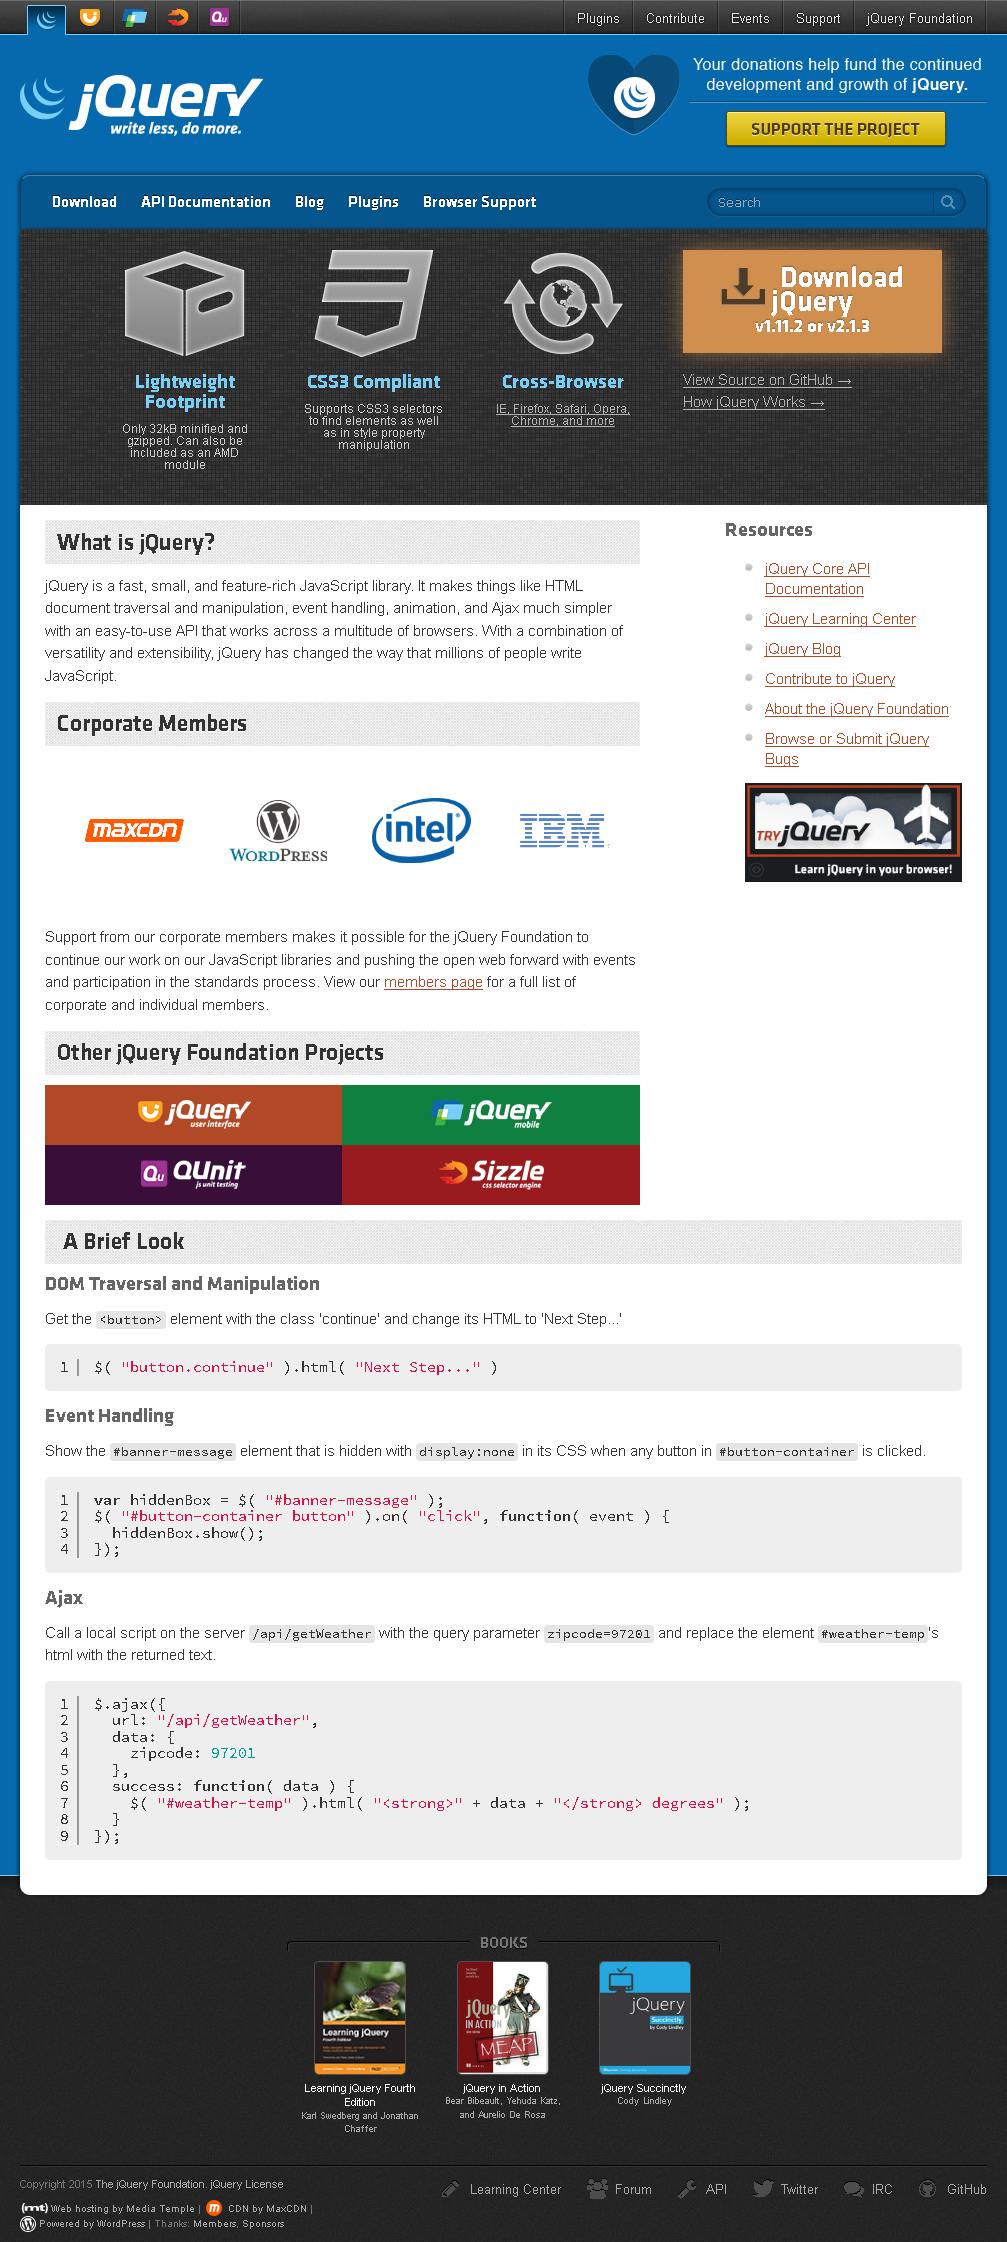 Plugins
Contribute
Events
Support
jQuery Foundation
jQuery
write less, do more.
Your donations help fund the continued
development and growth of jQuery.
SUPPORT THE PROJECT
Download
API Documentation
Blog
Plugins
Browser Support
Search
Lightweight
Footprint
Only 32kB minified and
gzipped. Can also be
included as an AMD
module
CSS3 Compliant
Supports CSS3 selectors
to find elements as well
as in style property
manipulation
Cross-Browser
IE, Firefox, Safari, Opera,
Chrome, and more
Download
jQuery
v1.11.2 or v2.1.3
View Source on GitHub →
How jQuery Works →
What is jQuery?
jQuery is a fast, small, and feature-rich JavaScript library. It makes things like HTML
document traversal and manipulation, event handling, animation, and Ajax much simpler
with an easy-to-use API that works across a multitude of browsers. With a combination of
versatility and extensibility, jQuery has changed the way that millions of people write
JavaScript.
Corporate Members
maxcdn
WORDPRESS
intel
IBM
Support from our corporate members makes it possible for the jQuery Foundation to
continue our work on our JavaScript libraries and pushing the open web forward with events
and participation in the standards process. View our members page for a full list of
corporate and individual members.
Resources
jQuery Core API
Documentation
jQuery Learning Center
jQuery Blog
Contribute to jQuery
About the jQuery Foundation
Browse or Submit jQuery
Bugs
TRY jQuery
Learn jQuery in your browser!
Other jQuery Foundation Projects
jQuery
user interface
jQuery
mobile
Qu QUnit
js unit testing
Sizzle
css selector engine
A Brief Look
DOM Traversal and Manipulation
Get the <button> element with the class 'continue' and change its HTML to 'Next Step...'
1 $( "button.continue" ).html( "Next Step..." )
Event Handling
Show the #banner-message element that is hidden with display:none in its CSS when any button in #button-container is clicked.
1 var hiddenBox = $( "#banner-message" );
2 $( "#button-container button" ).on( "click", function( event ) {
3   hiddenBox.show();
4 });
Ajax
Call a local script on the server /api/getWeather with the query parameter zipcode=97201 and replace the element #weather-temp's
html with the returned text.
1 $.ajax({
2   url: "/api/getWeather",
3   data: {
4     zipcode: 97201
5   },
6   success: function( data ) {
7     $( "#weather-temp" ).html( "<strong>" + data + "</strong> degrees" );
8   }
9 });
BOOKS
Learning jQuery
jQuery
IN ACTION
MEAP
jQuery
Succinctly
by Cody Lindley
Learning jQuery Fourth
Edition
Karl Swedberg and Jonathan
Chaffer
jQuery in Action
Bear Bibeault, Yehuda Katz,
and Aurelio De Rosa
jQuery Succinctly
Cody Lindley
Copyright 2015 The jQuery Foundation. jQuery License
(mt) Web hosting by Media Temple | m CDN by MaxCDN |
Powered by WordPress | Thanks: Members, Sponsors
Learning Center
Forum
API
Twitter
IRC
GitHub